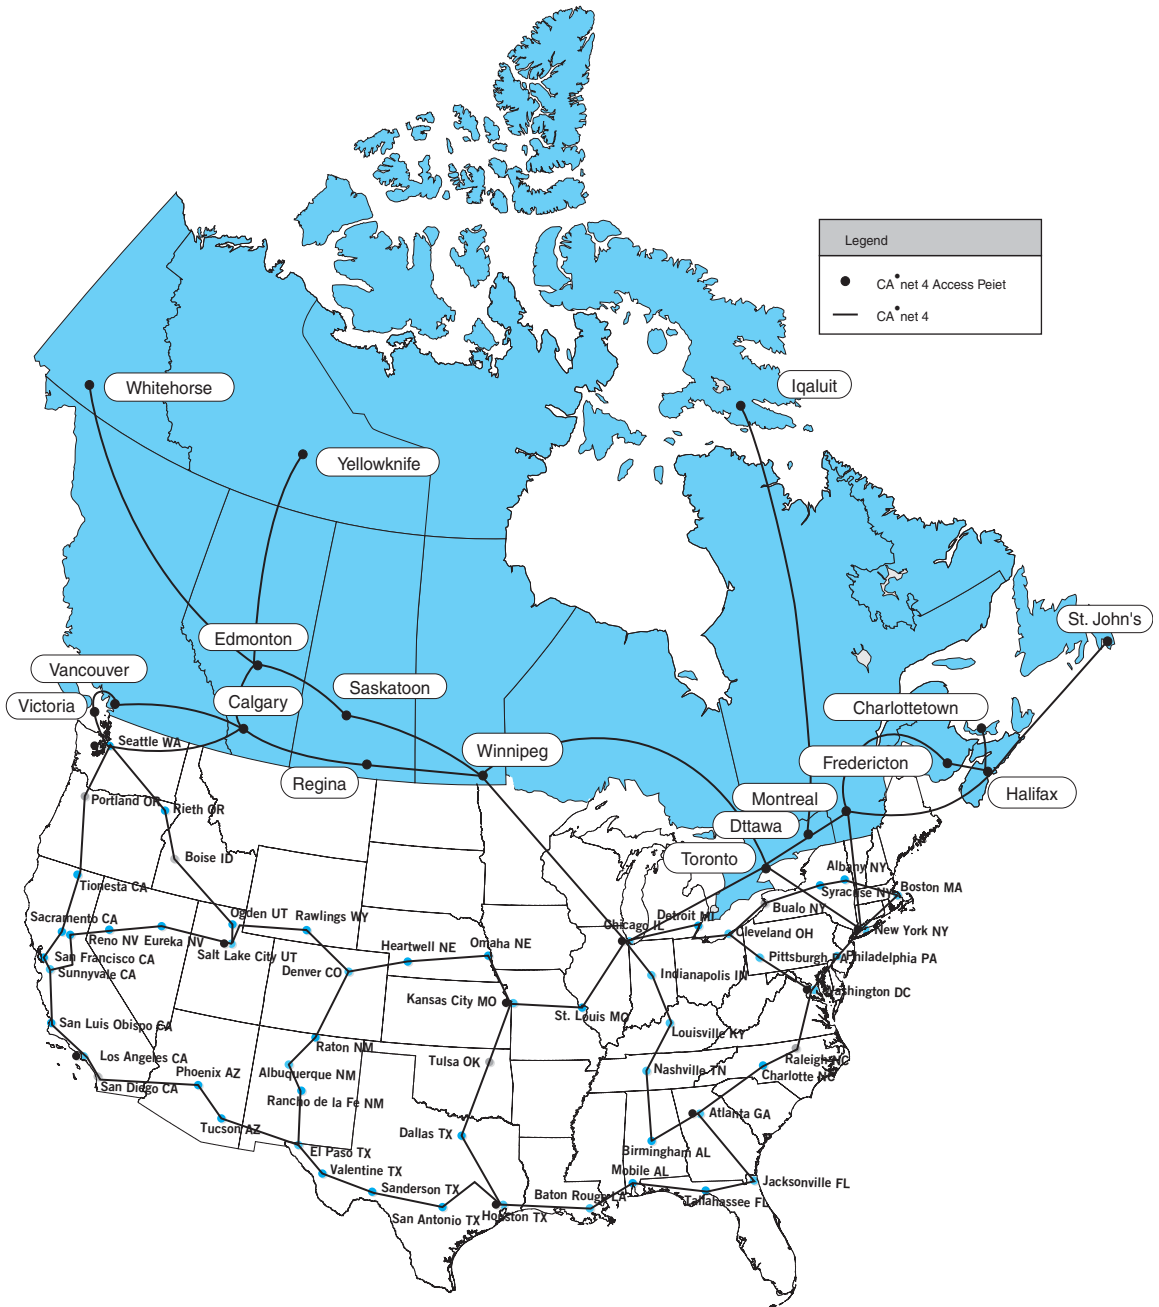 Legend
CA•net 4 Access Peiet
CA•net 4
Whitehorse
Iqaluit
Yellowknife
St. John's
Edmonton
Vancouver
Saskatoon
Victoria
Calgary
Charlottetown
Seattle WA
Winnipeg
Fredericton
Regina
Montreal
Halifax
Portland OR
Rieth OR
Dttawa
Toronto
Boise ID
Albany NY
Tionesta CA
Syracrse NY
Boston MA
Bualo NY
Sacramento CA
Ogden UT
Rawlings WY
Detroit MI
Chicago IL
Cleveland OH
New York NY
Reno NV
Eureka NV
Heartwell NE
Omaha NE
Salt Lake City UT
San Francisco CA
Pittsburgh PA
Philadelphia PA
Sunnyvale CA
Denver CO
Indianapolis IN
Washington DC
Kansas City MO
St. Louis MO
San Luis Obispo CA
Louisville KY
Raton NM
Los Angeles CA
Tulsa OK
Raleigh NC
Phoenix AZ
Albuquerque NM
Nashville TN
Charlotte NC
San Diego CA
Rancho de la Fe NM
Atlanta GA
Tucson AZ
Dallas TX
El Paso TX
Birmingham AL
Valentine TX
Mobile AL
Sanderson TX
Baton Rouge LA
Jacksonville FL
Tallahassee FL
San Antonio TX
Houston TX